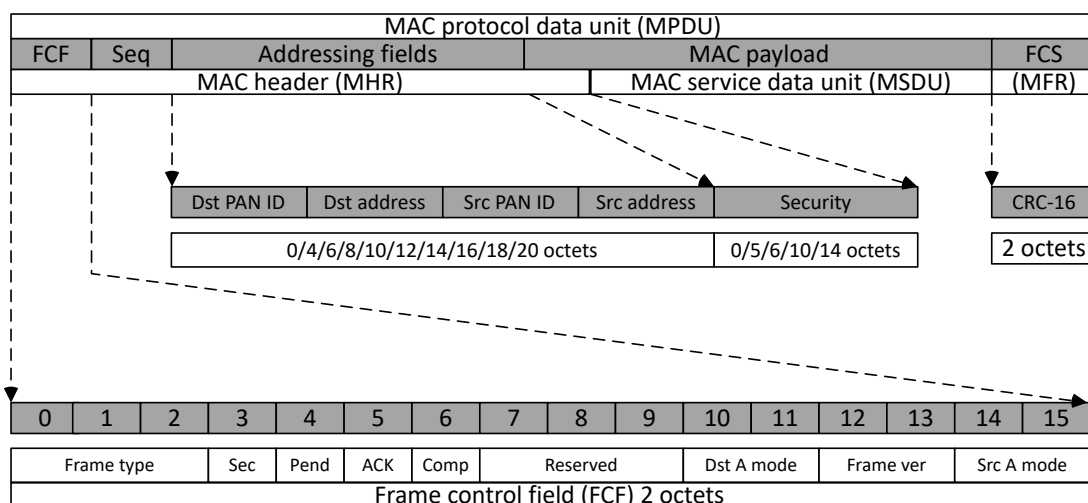 MAC protocol data unit (MPDU)
FCF Seq Addressing fields MAC payload FCS
MAC header (MHR) MAC service data unit (MSDU) (MFR)
Dst PAN ID Dst address Src PAN ID Src address Security CRC-16
0/4/6/8/10/12/14/16/18/20 octets 0/5/6/10/14 octets 2 octets
0 1 2 3 4 5 6 7 8 9 10 11 12 13 14 15
Frame type Sec Pend ACK Comp Reserved Dst A mode Frame ver Src A mode
Frame control field (FCF) 2 octets